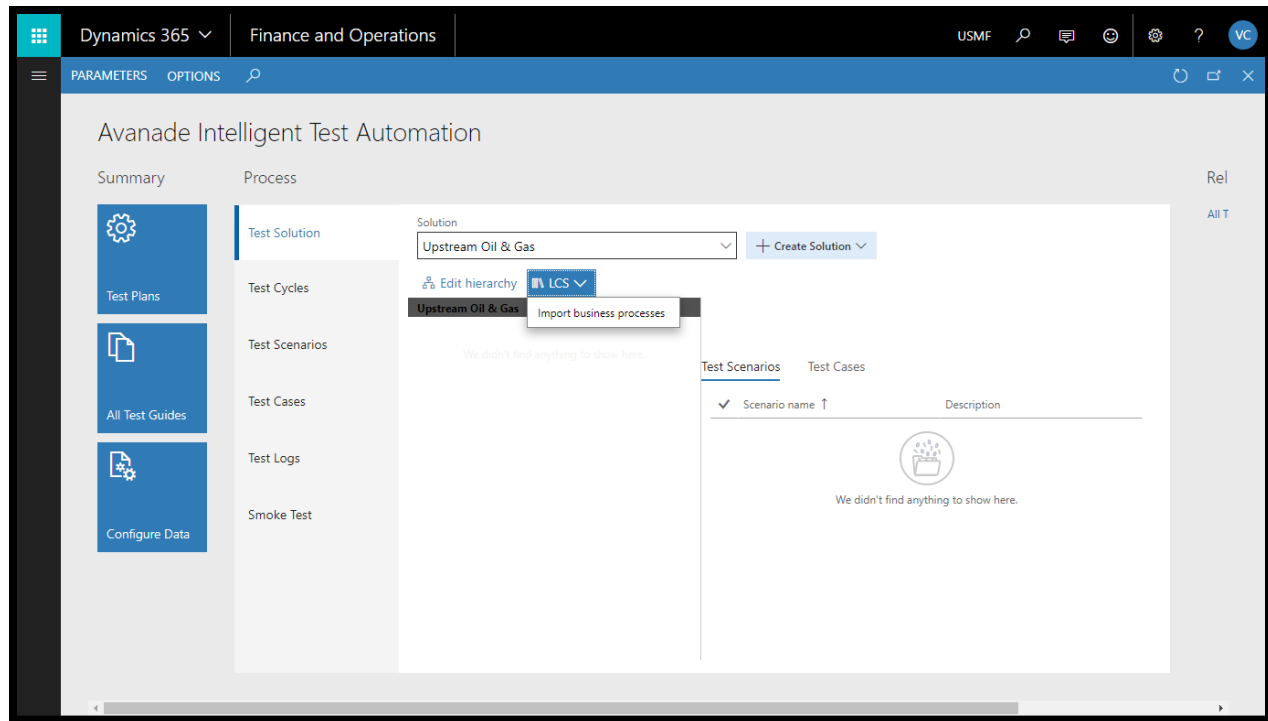 Dynamics 365
Finance and Operations
USMF
?
VC
PARAMETERS
OPTIONS
Avanade Intelligent Test Automation
Summary
Process
Rel
Test Plans
All Test Guides
Configure Data
Test Solution
Test Cycles
Test Scenarios
Test Cases
Test Logs
Smoke Test
Solution
Upstream Oil & Gas
+ Create Solution
Edit hierarchy
LCS
Upstream Oil & Gas
Import business processes
We didn't find anything to show here.
Test Scenarios
Test Cases
Scenario name ↑
Description
We didn't find anything to show here.
All T